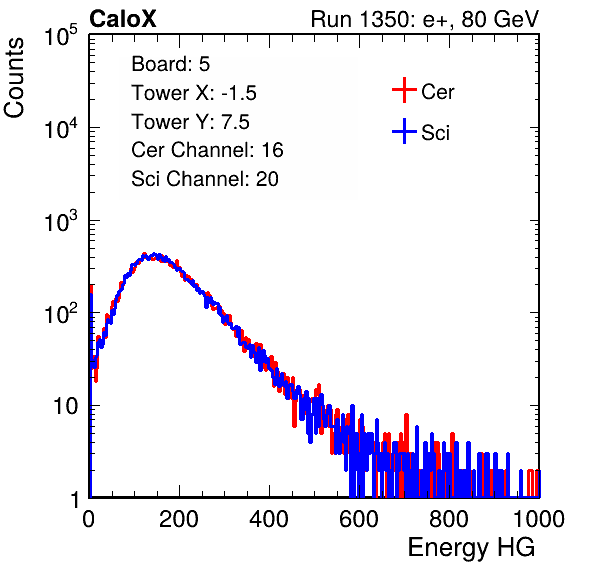 CaloX
Run 1350: e+, 80 GeV
Counts
Board: 5
Tower X: -1.5
Tower Y: 7.5
Cer Channel: 16
Sci Channel: 20
Cer
Sci
10^5
10^4
10^3
10^2
10
1
0 200 400 600 800 1000
Energy HG